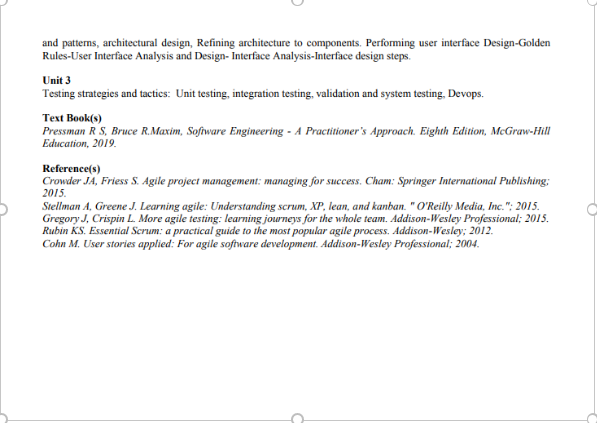 and patterns, architectural design, Refining architecture to components. Performing user interface Design-Golden
Rules-User Interface Analysis and Design- Interface Analysis-Interface design steps.
Unit 3
Testing strategies and tactics: Unit testing, integration testing, validation and system testing, Devops.
Text Book(s)
Pressman R S, Bruce R.Maxim, Software Engineering - A Practitioner's Approach. Eighth Edition, McGraw-Hill
Education, 2019.
Reference(s)
Crowder JA, Friess S. Agile project management: managing for success. Cham: Springer International Publishing;
2015.
Stellman A, Greene J. Learning agile: Understanding scrum, XP, lean, and kanban. " O'Reilly Media, Inc."; 2015.
Gregory J, Crispin L. More agile testing: learning journeys for the whole team. Addison-Wesley Professional; 2015.
Rubin KS. Essential Scrum: a practical guide to the most popular agile process. Addison-Wesley; 2012.
Cohn M. User stories applied: For agile software development. Addison-Wesley Professional; 2004.